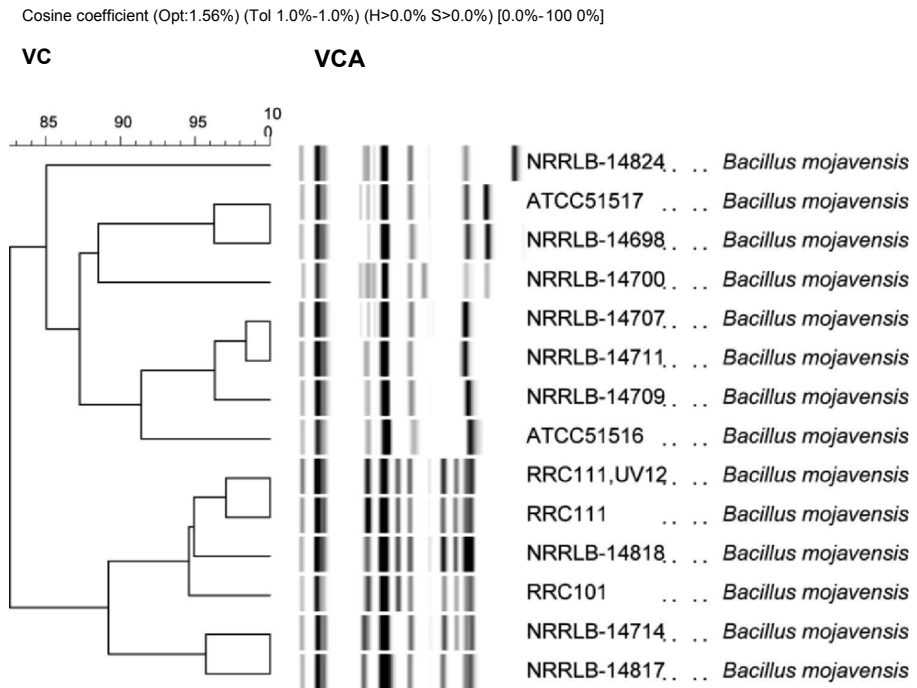 Cosine coefficient (Opt:1.56%) (Tol 1.0%-1.0%) (H>0.0% S>0.0%) [0.0%-100 0%]
VC VCA
85 90 95 100
NRRLB-14824 .. .. Bacillus mojavensis
ATCC51517 .. .. Bacillus mojavensis
NRRLB-14698 .. .. Bacillus mojavensis
NRRLB-14700 .. .. Bacillus mojavensis
NRRLB-14707 .. .. Bacillus mojavensis
NRRLB-14711 .. .. Bacillus mojavensis
NRRLB-14709 .. .. Bacillus mojavensis
ATCC51516 .. .. Bacillus mojavensis
RRC111,UV12 .. .. Bacillus mojavensis
RRC111 .. .. Bacillus mojavensis
NRRLB-14818 .. .. Bacillus mojavensis
RRC101 .. .. Bacillus mojavensis
NRRLB-14714 .. .. Bacillus mojavensis
NRRLB-14817 .. .. Bacillus mojavensis